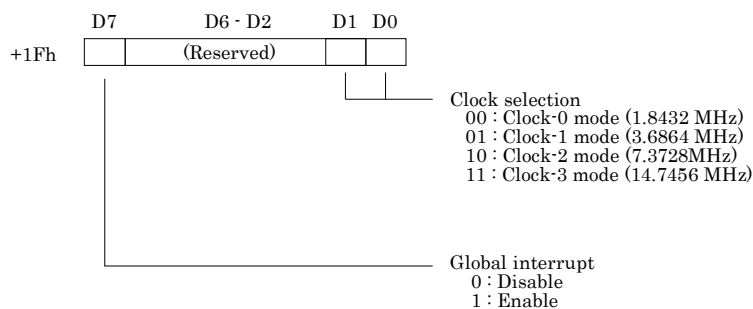 D7 D6 - D2 D1 D0
+1Fh (Reserved)
Clock selection
00 : Clock-0 mode (1.8432 MHz)
01 : Clock-1 mode (3.6864 MHz)
10 : Clock-2 mode (7.3728MHz)
11 : Clock-3 mode (14.7456 MHz)
Global interrupt
0 : Disable
1 : Enable